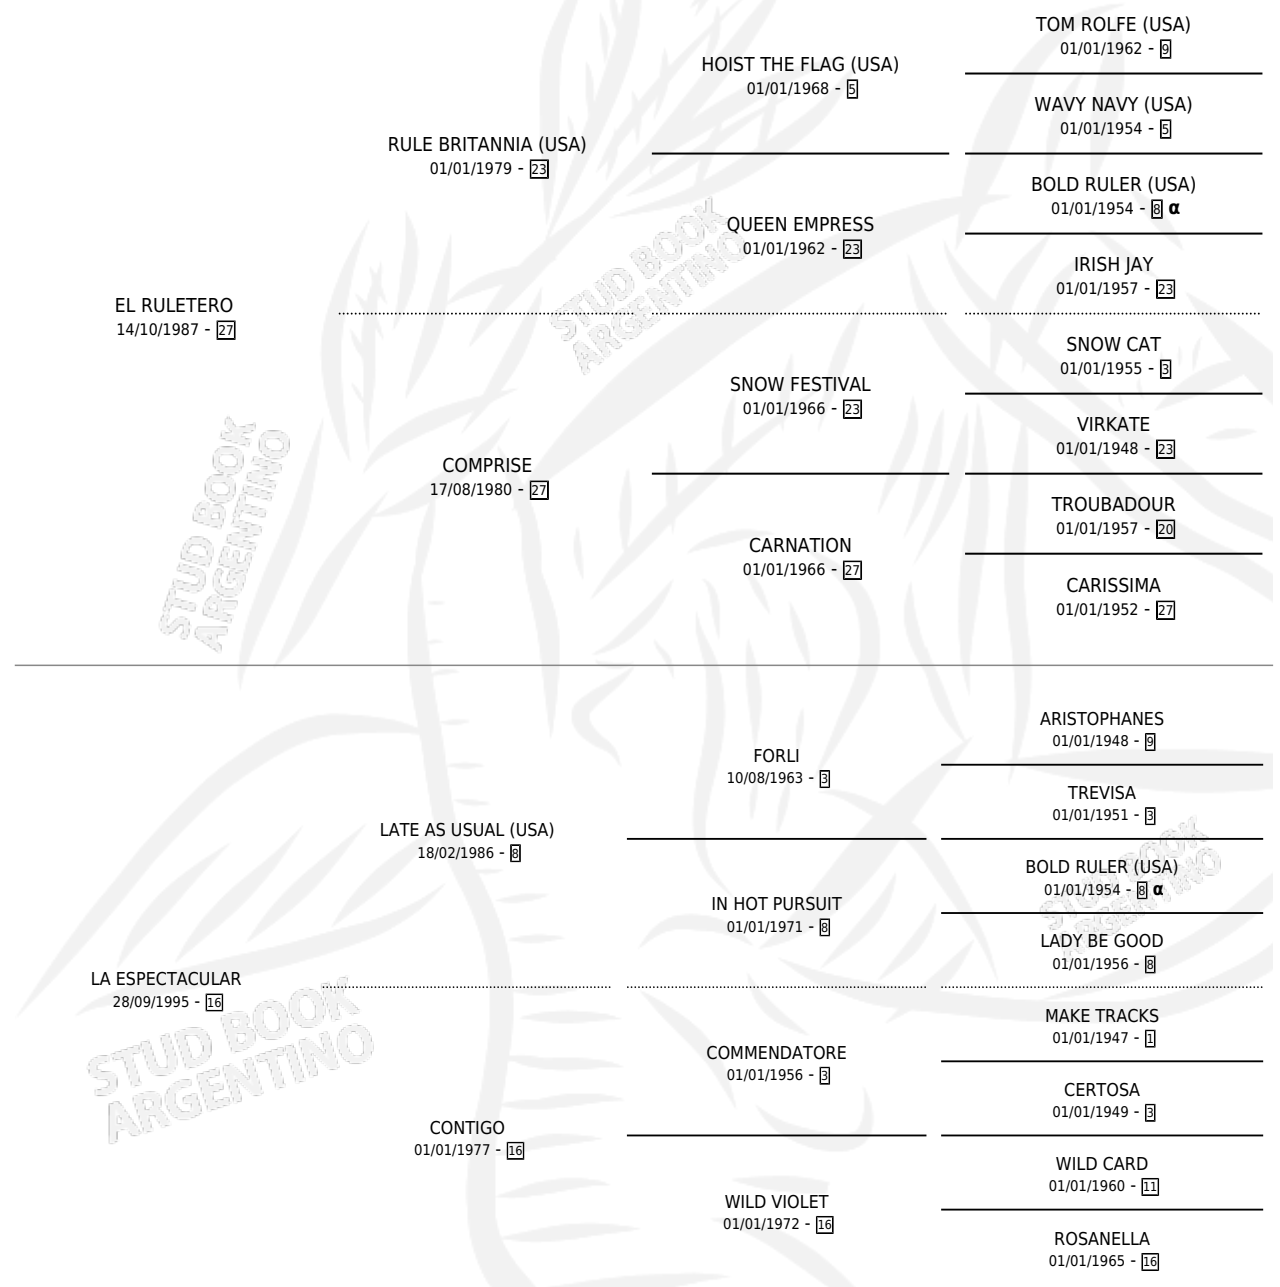 TOM ROLFE (USA)
01/01/1962 - 9
HOIST THE FLAG (USA)
01/01/1968 - 5
WAVY NAVY (USA)
01/01/1954 - 5
RULE BRITANNIA (USA)
01/01/1979 - 23
BOLD RULER (USA)
01/01/1954 - 8 α
QUEEN EMPRESS
01/01/1962 - 23
IRISH JAY
01/01/1957 - 23
EL RULETERO
14/10/1987 - 27
SNOW CAT
01/01/1955 - 3
SNOW FESTIVAL
01/01/1966 - 23
VIRKATE
01/01/1948 - 23
COMPRISE
17/08/1980 - 27
TROUBADOUR
01/01/1957 - 20
CARNATION
01/01/1966 - 27
CARISSIMA
01/01/1952 - 27
STUD BOOK
ARGENTINO
STUD BOOK
ARGENTINO
ARISTOPHANES
01/01/1948 - 9
FORLI
10/08/1963 - 3
TREVISA
01/01/1951 - 3
LATE AS USUAL (USA)
18/02/1986 - 8
BOLD RULER (USA)
01/01/1954 - 8 α
IN HOT PURSUIT
01/01/1971 - 8
LADY BE GOOD
01/01/1956 - 8
LA ESPECTACULAR
28/09/1995 - 16
MAKE TRACKS
01/01/1947 - 1
COMMENDATORE
01/01/1956 - 3
CERTOSA
01/01/1949 - 3
CONTIGO
01/01/1977 - 16
WILD CARD
01/01/1960 - 11
WILD VIOLET
01/01/1972 - 16
ROSANELLA
01/01/1965 - 16
STUD BOOK
ARGENTINO
STUD BOOK
ARGENTINO